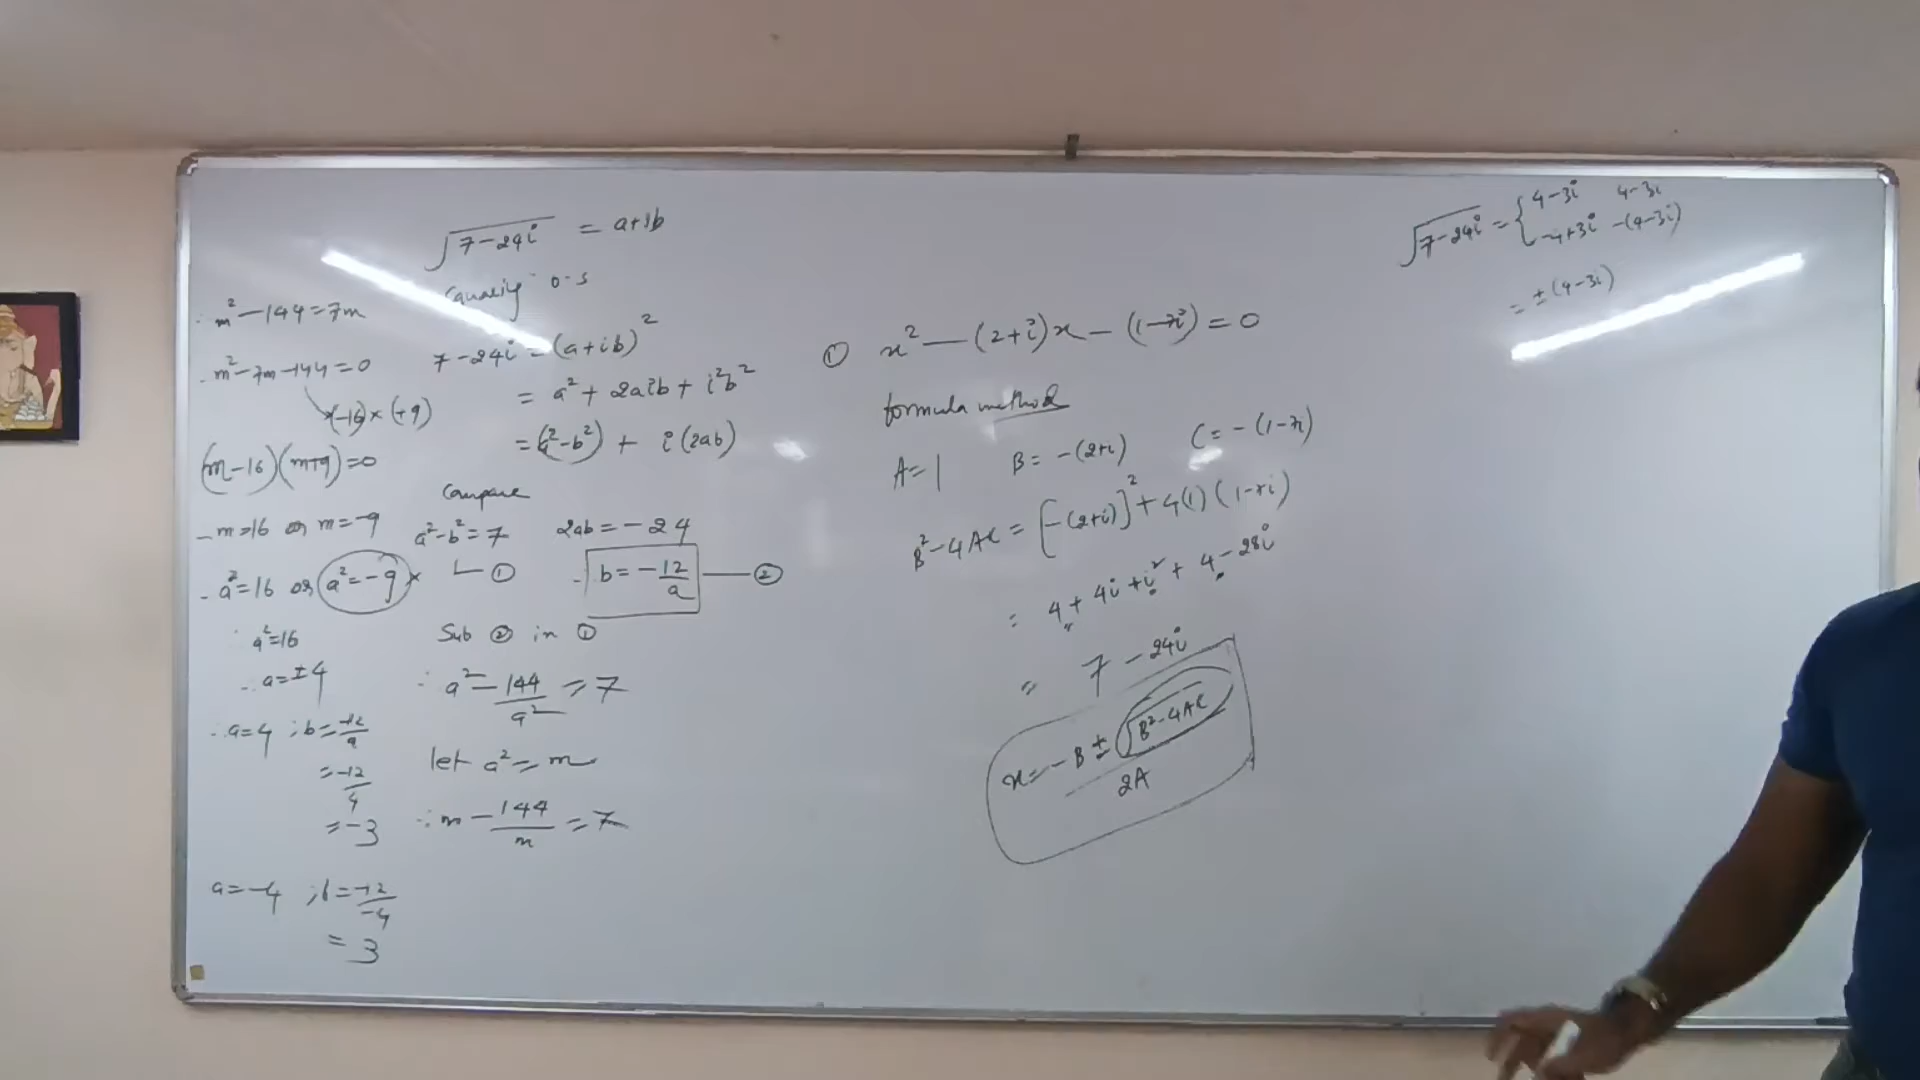 √(7-24i) = a+ib
Squaring o.s
7-24i = (a+ib)²
= a² + 2aib + i²b²
= (a²-b²) + i(2ab)
Compare
a²-b² = 7   2ab = -24
└─ ①   ∴ b = -12/a —— ②
Sub ② in ①
∴ a² - 144/a² = 7
let a² = m
∴ m - 144/m = 7
∴ m² - 144 = 7m
∴ m² - 7m - 144 = 0
(-16) × (+9)
(m-16)(m+9) = 0
∴ m = 16 or m = -9
∴ a² = 16 or a² = -9 ×
∴ a² = 16
∴ a = ±4
∴ a = 4 ; b = -12/a
= -12/4
= -3
a = -4 ; b = -12/-4
= 3
① x² - (2+i)x - (1-7i) = 0
formula method
A = 1   B = -(2+i)   C = -(1-7i)
B² - 4AC = [-(2+i)]² + 4(1)(1-7i)
= 4 + 4i + i² + 4 - 28i
= 7 - 24i
x = -B ± √(B²-4AC) / 2A
√(7-24i) = { 4-3i   4-3i
-4+3i   -(4-3i)
= ±(4-3i)